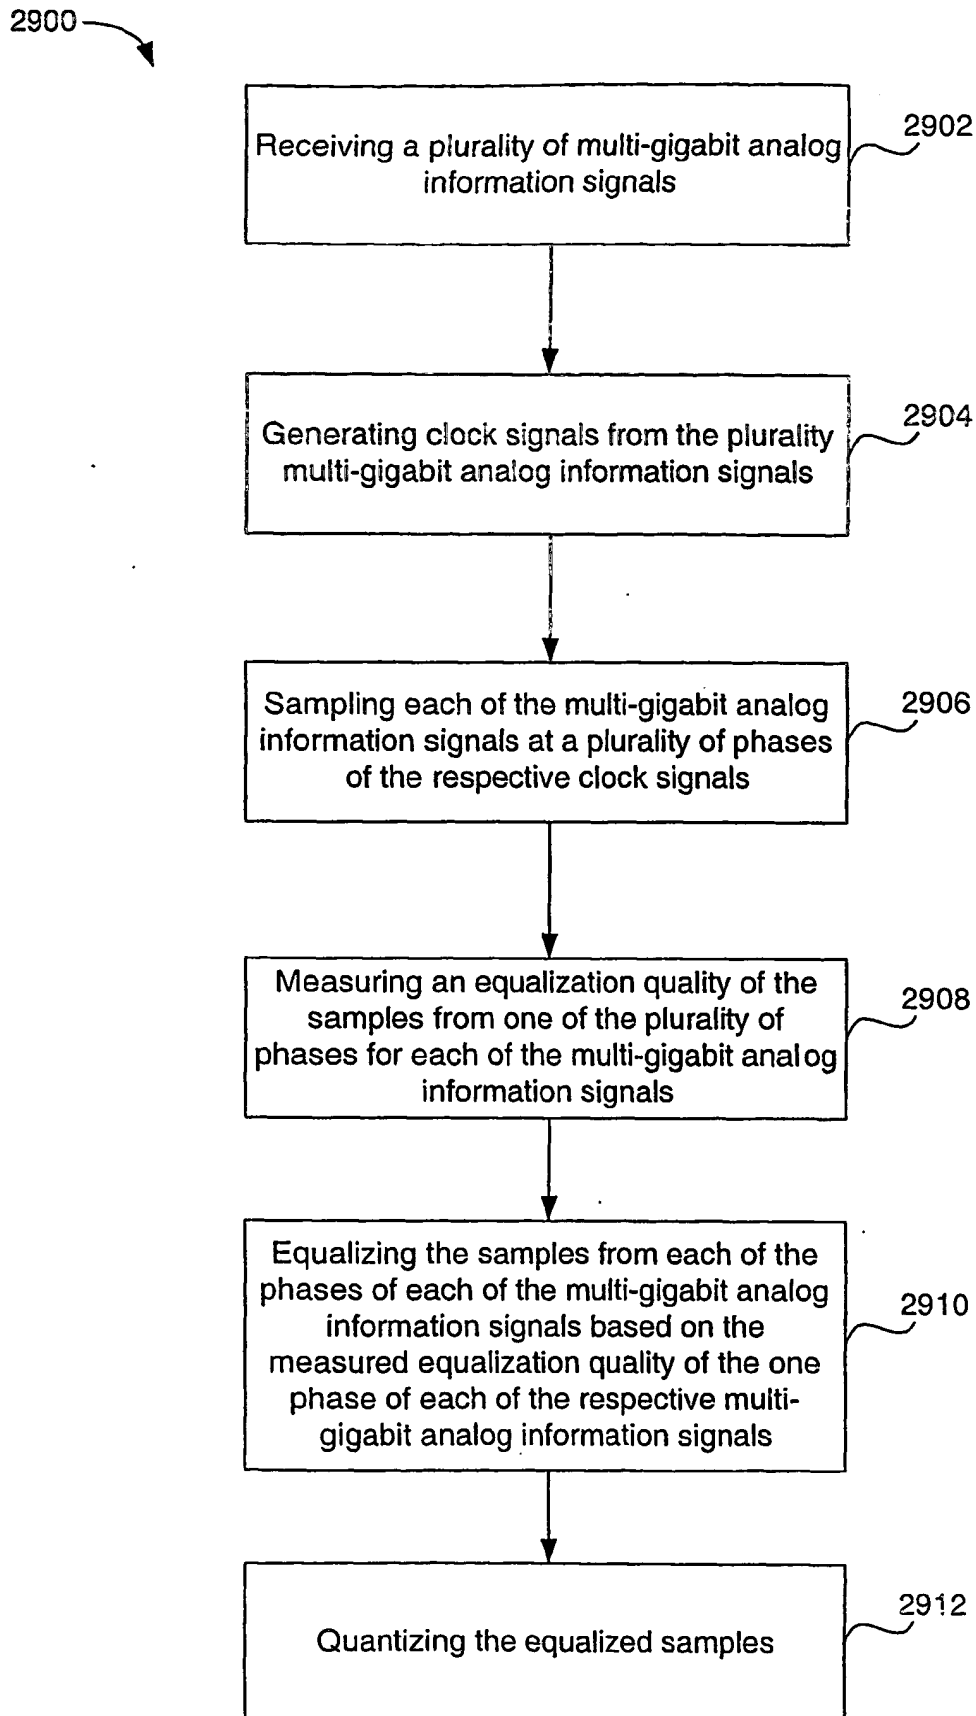 2900
2902
Receiving a plurality of multi-gigabit analog
information signals
2904
Generating clock signals from the plurality
multi-gigabit analog information signals
2906
Sampling each of the multi-gigabit analog
information signals at a plurality of phases
of the respective clock signals
2908
Measuring an equalization quality of the
samples from one of the plurality of
phases for each of the multi-gigabit analog
information signals
2910
Equalizing the samples from each of the
phases of each of the multi-gigabit analog
information signals based on the
measured equalization quality of the one
phase of each of the respective multi-
gigabit analog information signals
2912
Quantizing the equalized samples